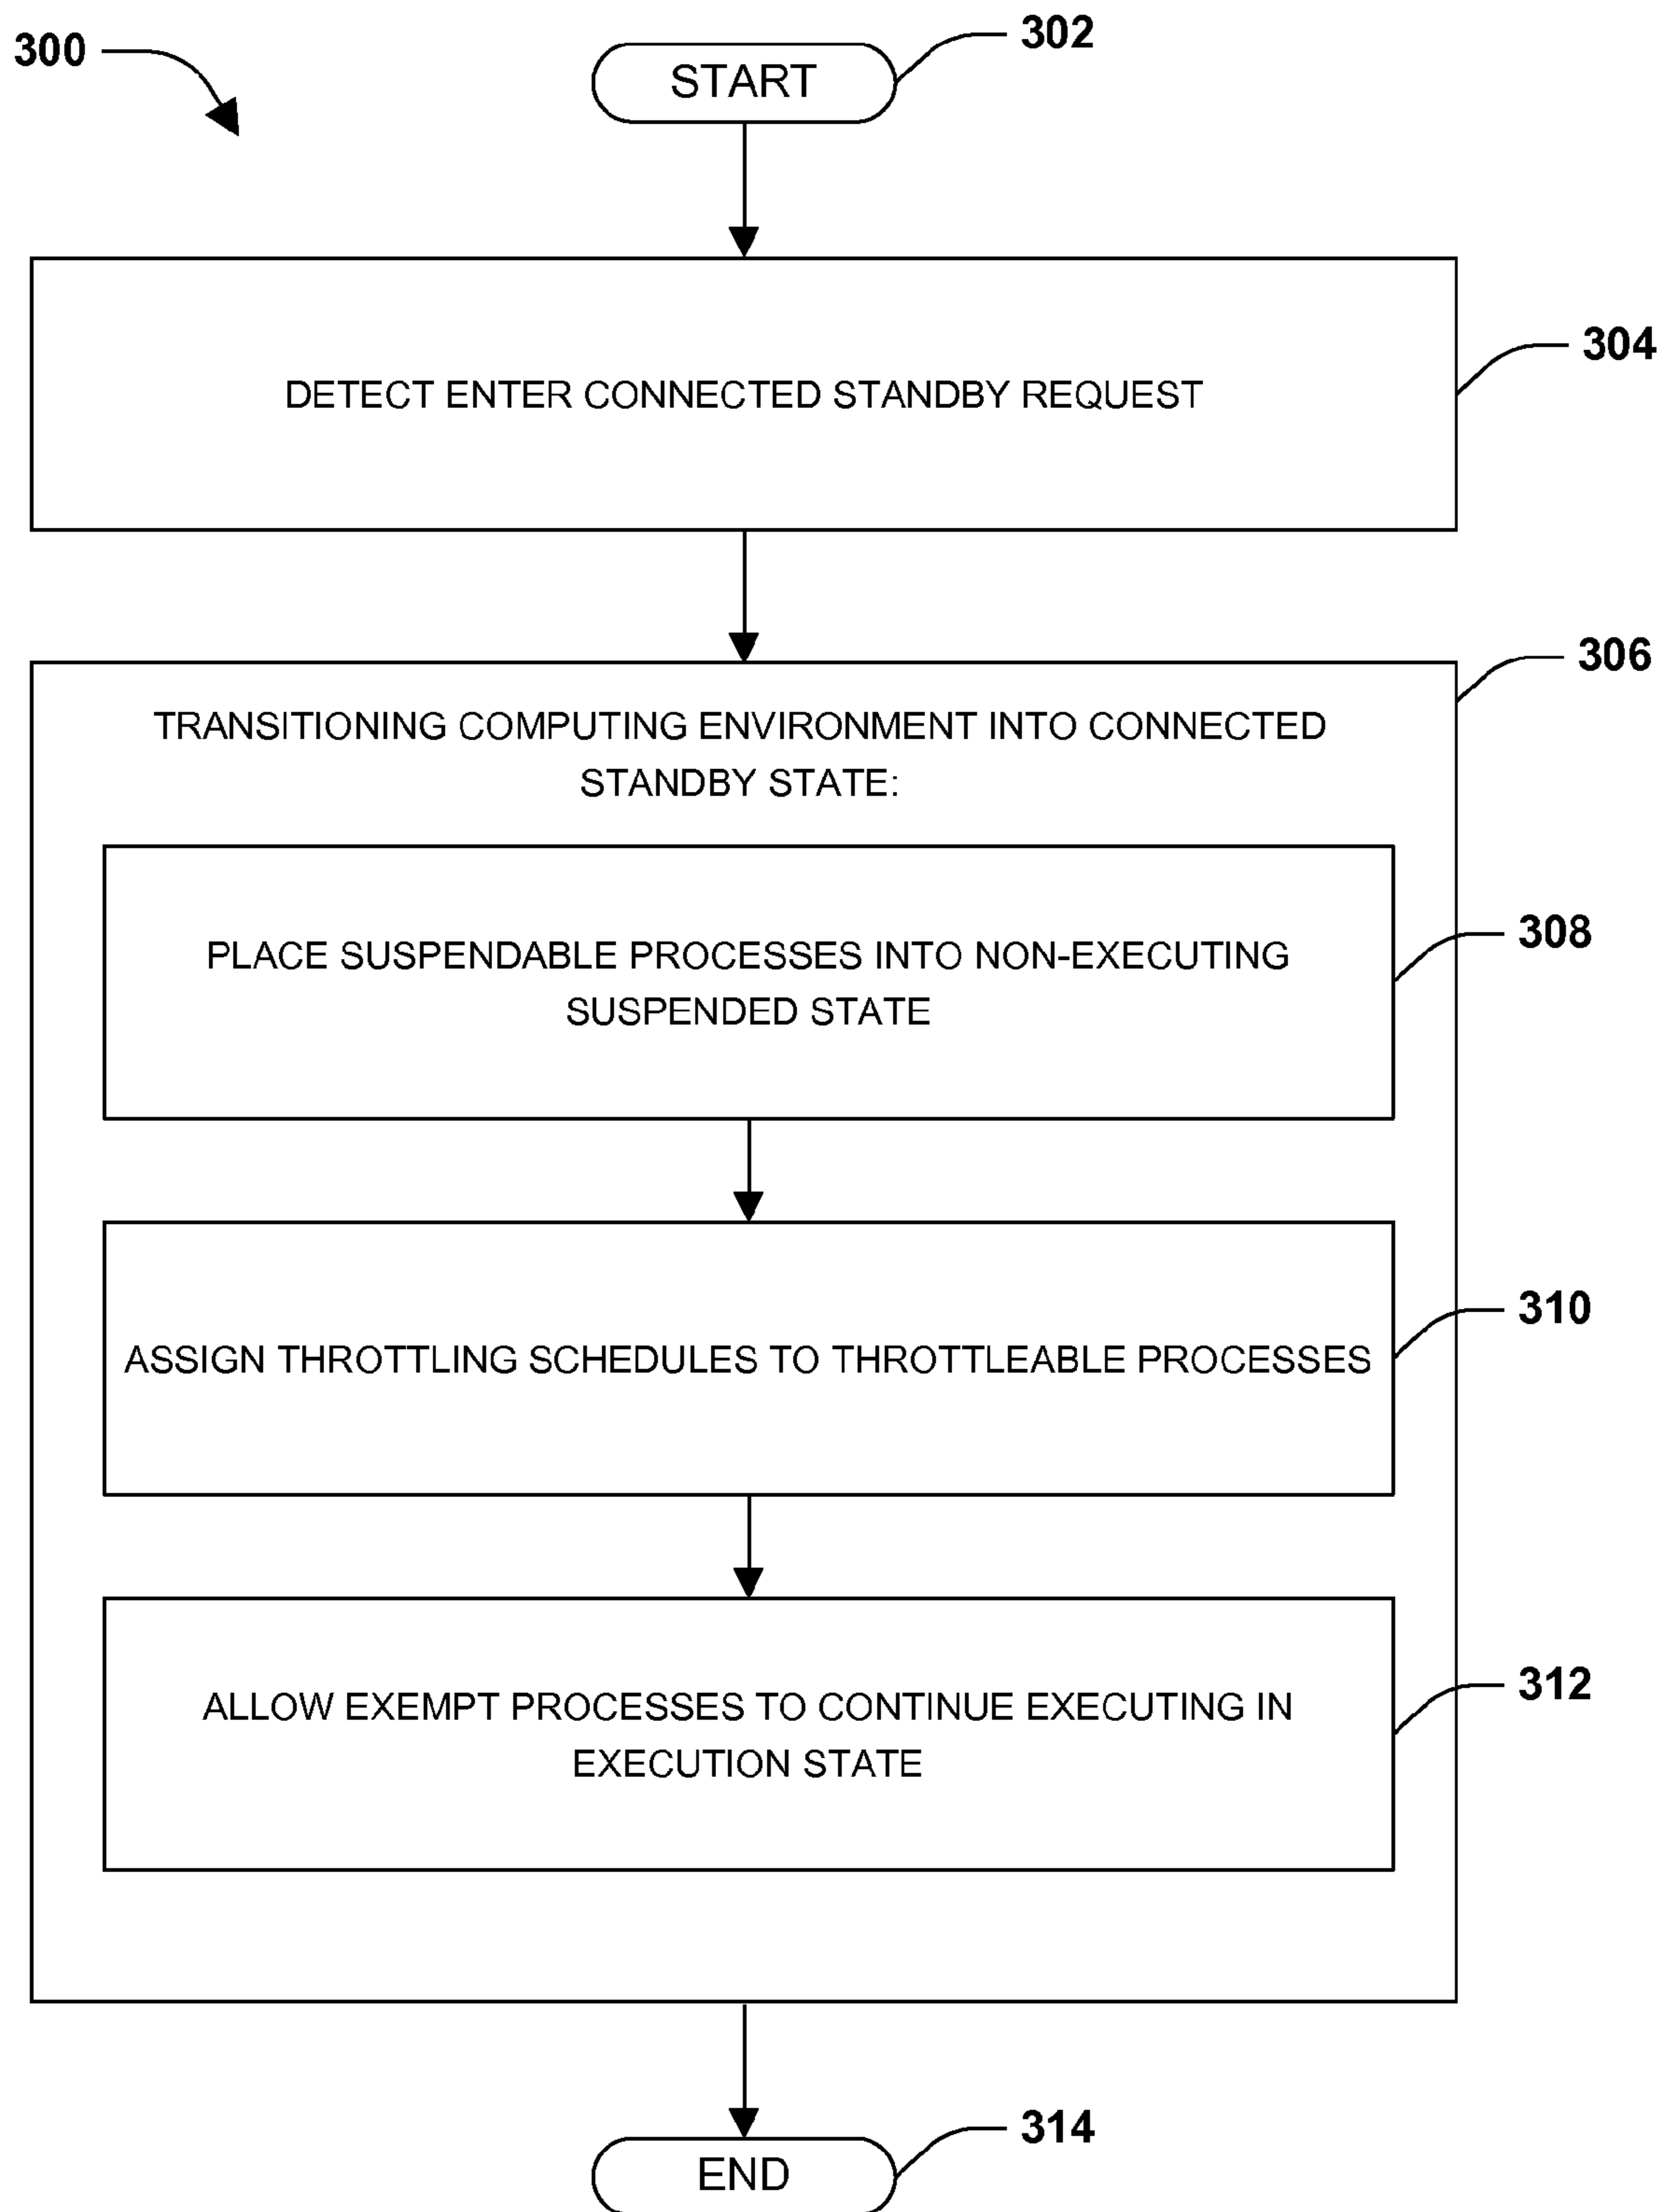 300
302
START
304
DETECT ENTER CONNECTED STANDBY REQUEST
306
TRANSITIONING COMPUTING ENVIRONMENT INTO CONNECTED
STANDBY STATE:
308
PLACE SUSPENDABLE PROCESSES INTO NON-EXECUTING
SUSPENDED STATE
310
ASSIGN THROTTLING SCHEDULES TO THROTTLEABLE PROCESSES
312
ALLOW EXEMPT PROCESSES TO CONTINUE EXECUTING IN
EXECUTION STATE
314
END